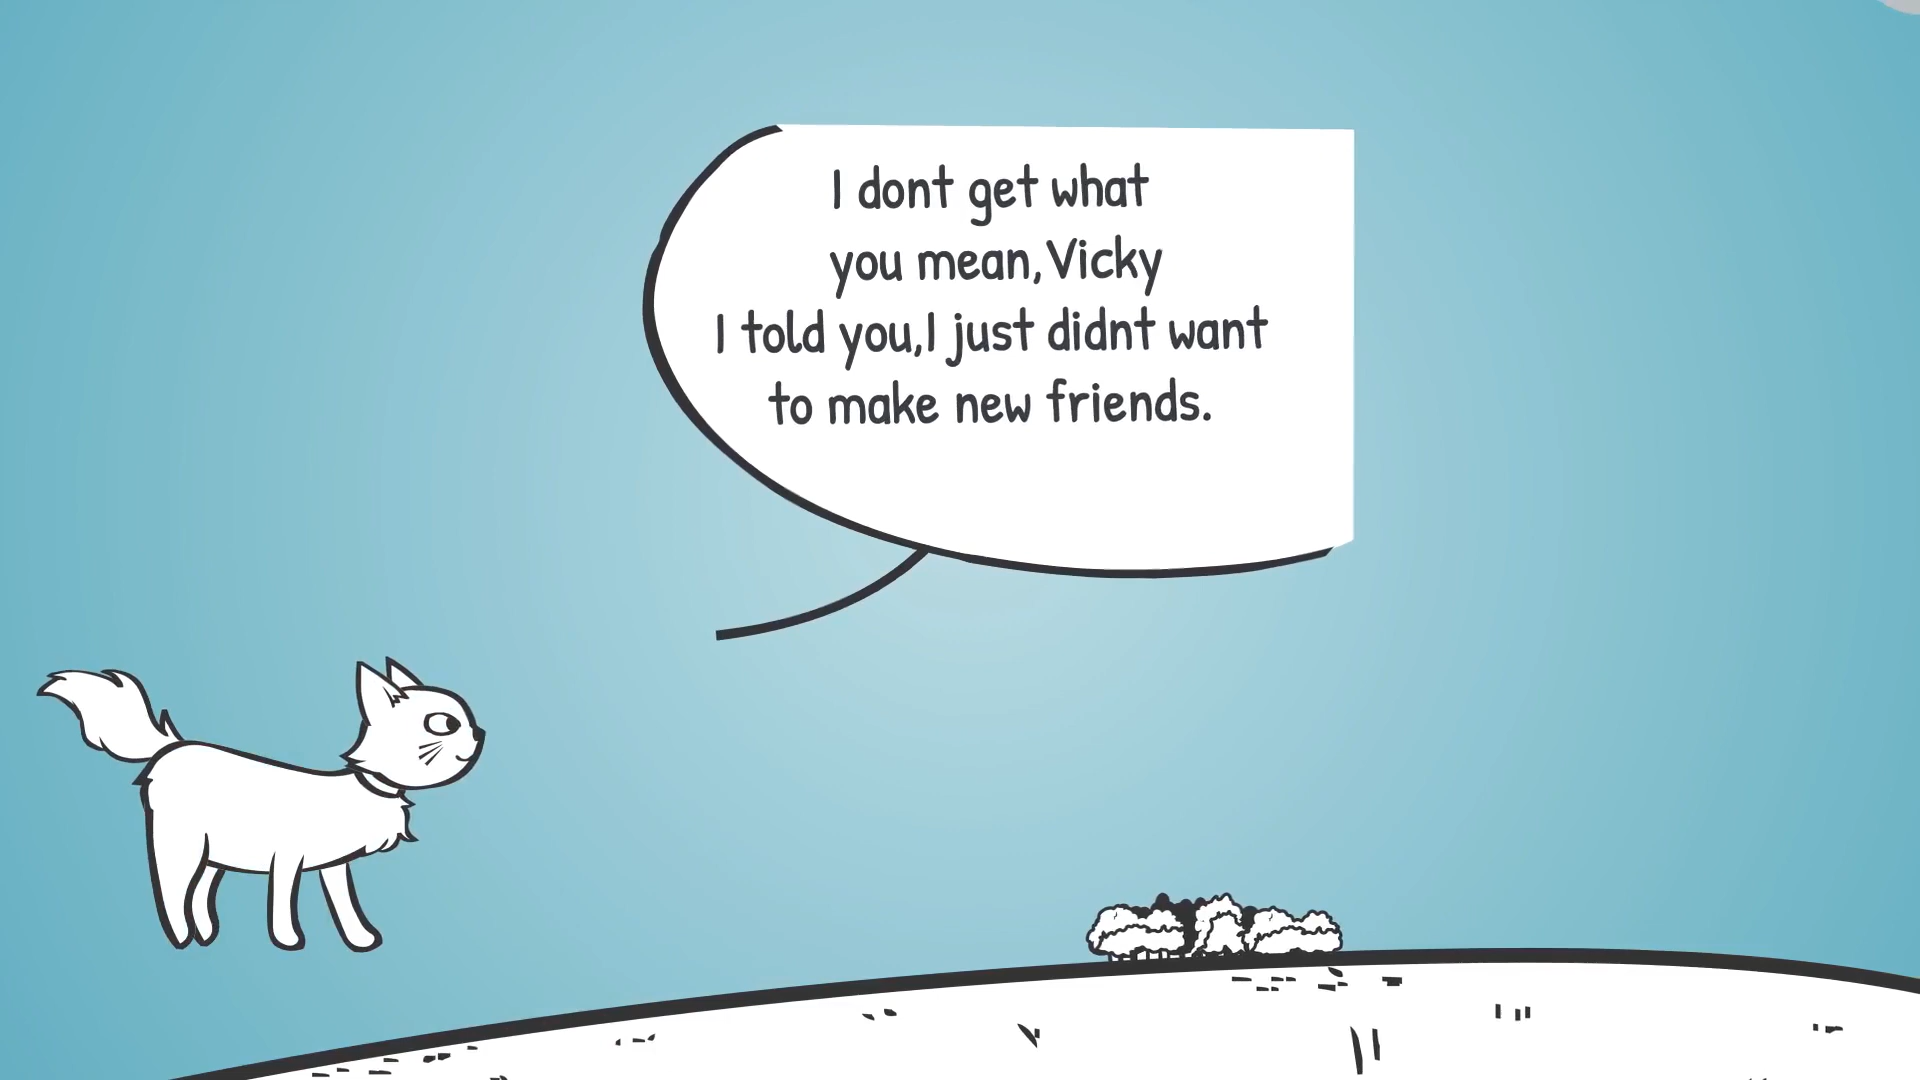 I dont get what
you mean,Vicky
I told you,I just didnt want
to make new friends.